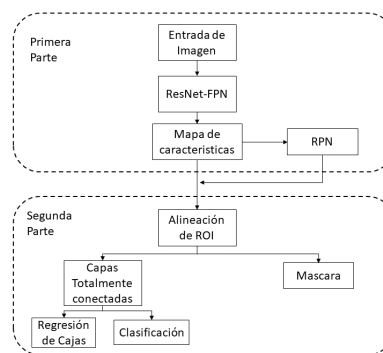 Primera
Parte
Entrada de
Imagen
ResNet-FPN
Mapa de
caracteristicas
RPN
Segunda
Parte
Alineación
de ROI
Capas
Totalmente
conectadas
Mascara
Regresión
de Cajas
Clasificación